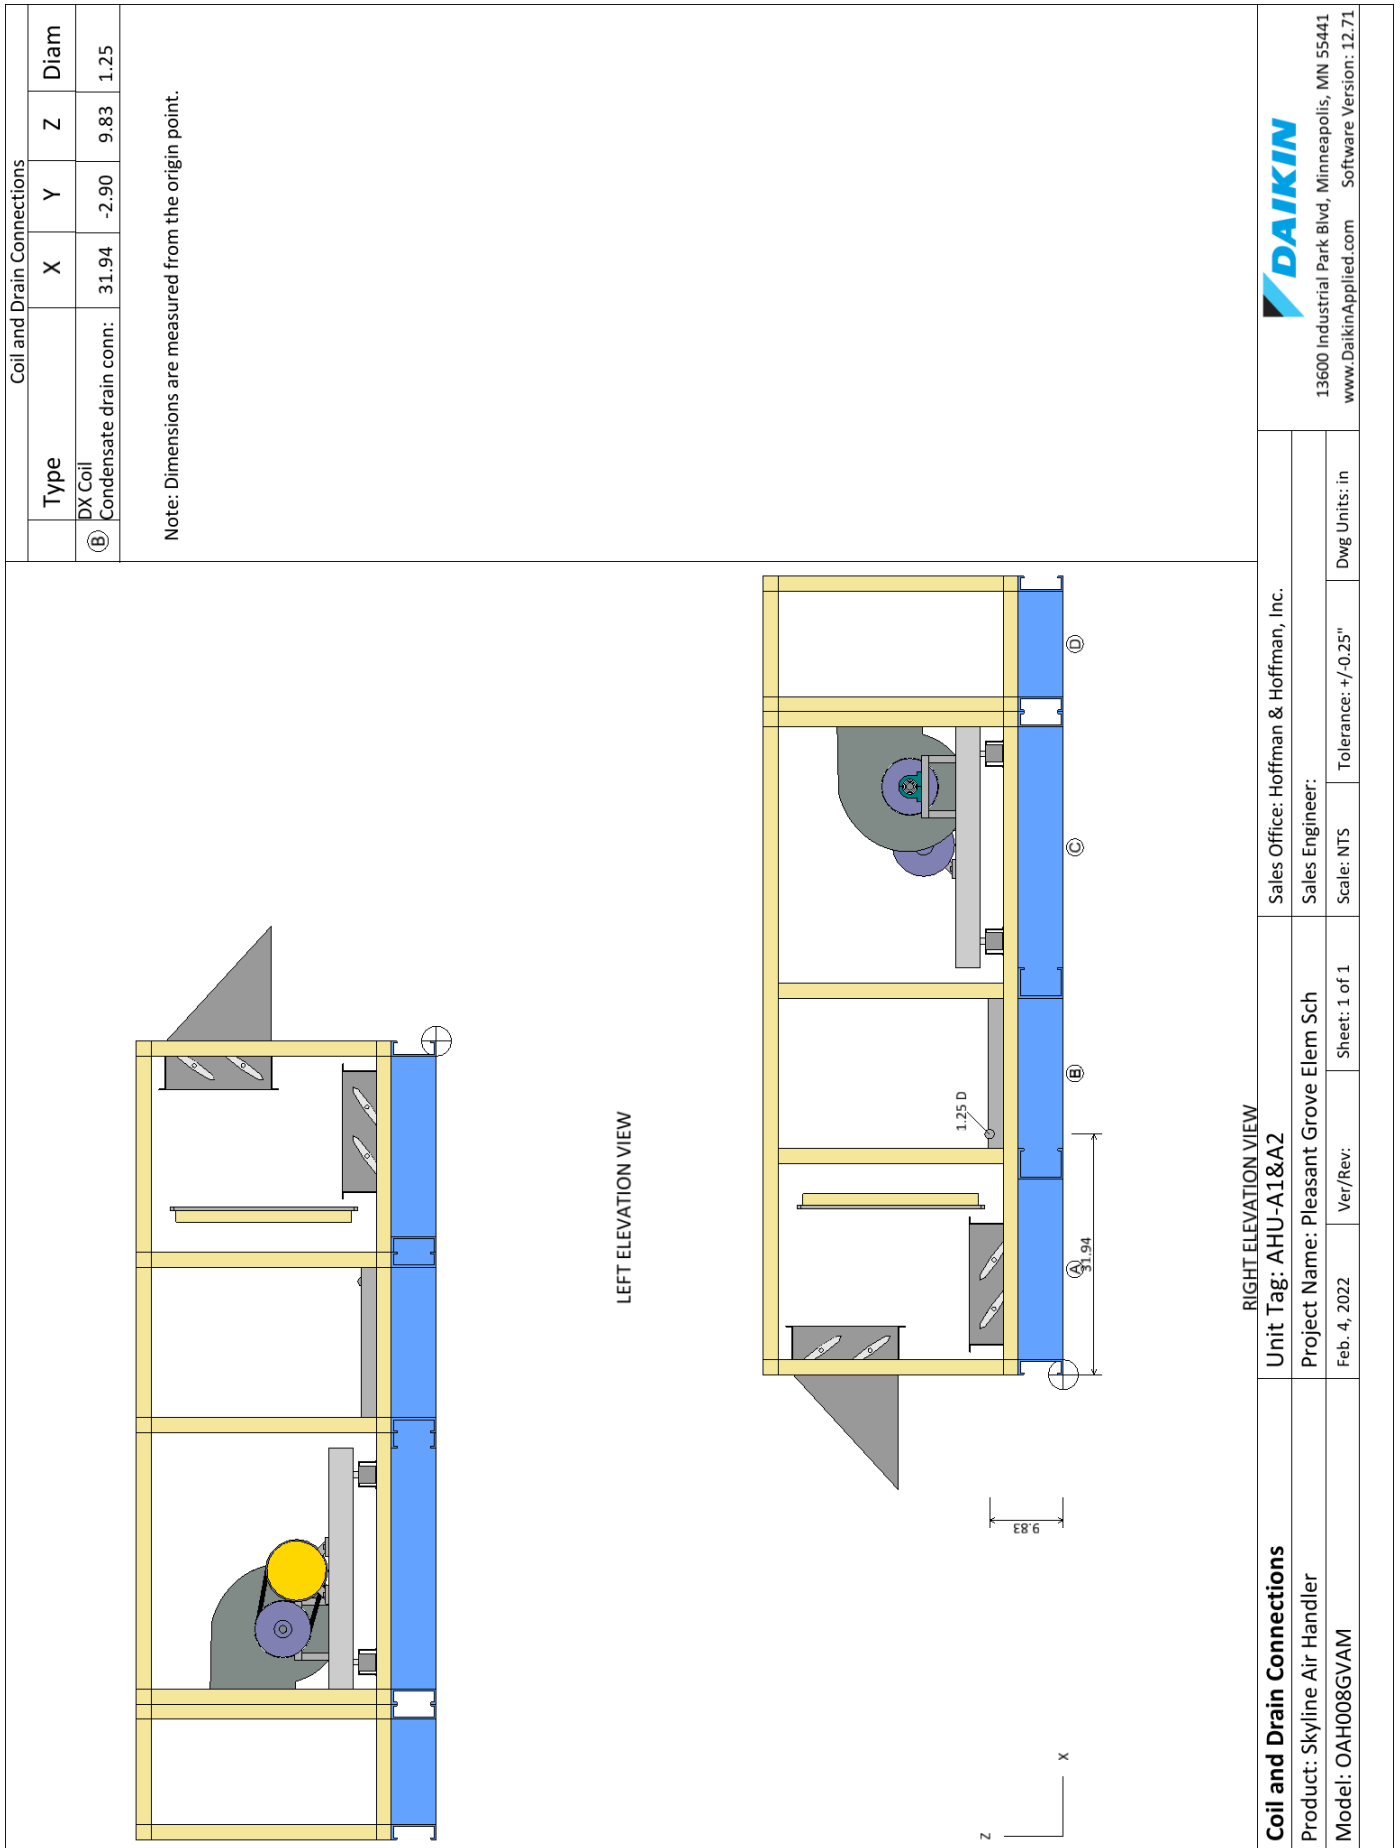 Coil and Drain Connections
Type X Y Z Diam
B DX Coil
Condensate drain conn: 31.94 -2.90 9.83 1.25
Note: Dimensions are measured from the origin point.
LEFT ELEVATION VIEW
1.25 D
9.83
31.94
A B C D
Z
X
RIGHT ELEVATION VIEW
Coil and Drain Connections
Product: Skyline Air Handler
Model: OAH008GVAM
Unit Tag: AHU-A1&A2
Project Name: Pleasant Grove Elem Sch
Feb. 4, 2022 Ver/Rev: Sheet: 1 of 1
Sales Office: Hoffman & Hoffman, Inc.
Sales Engineer:
Scale: NTS Tolerance: +/-0.25" Dwg Units: in
DAIKIN
13600 Industrial Park Blvd, Minneapolis, MN 55441
www.DaikinApplied.com Software Version: 12.71